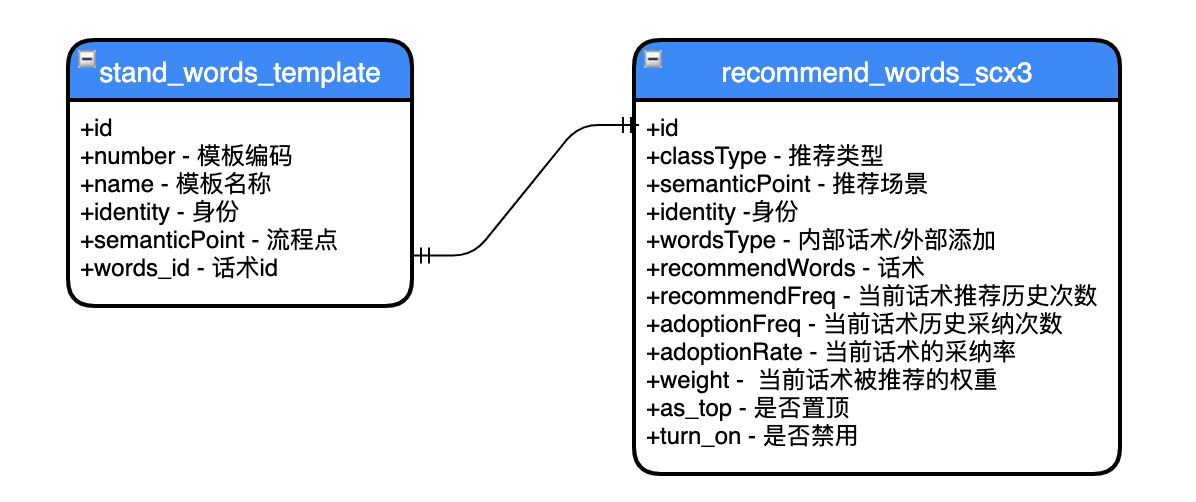 stand_words_template
+id
+number - 模板编码
+name - 模板名称
+identity - 身份
+semanticPoint - 流程点
+words_id - 话术id
recommend_words_scx3
+id
+classType - 推荐类型
+semanticPoint - 推荐场景
+identity -身份
+wordsType - 内部话术/外部添加
+recommendWords - 话术
+recommendFreq - 当前话术推荐历史次数
+adoptionFreq - 当前话术历史采纳次数
+adoptionRate - 当前话术的采纳率
+weight -  当前话术被推荐的权重
+as_top - 是否置顶
+turn_on - 是否禁用